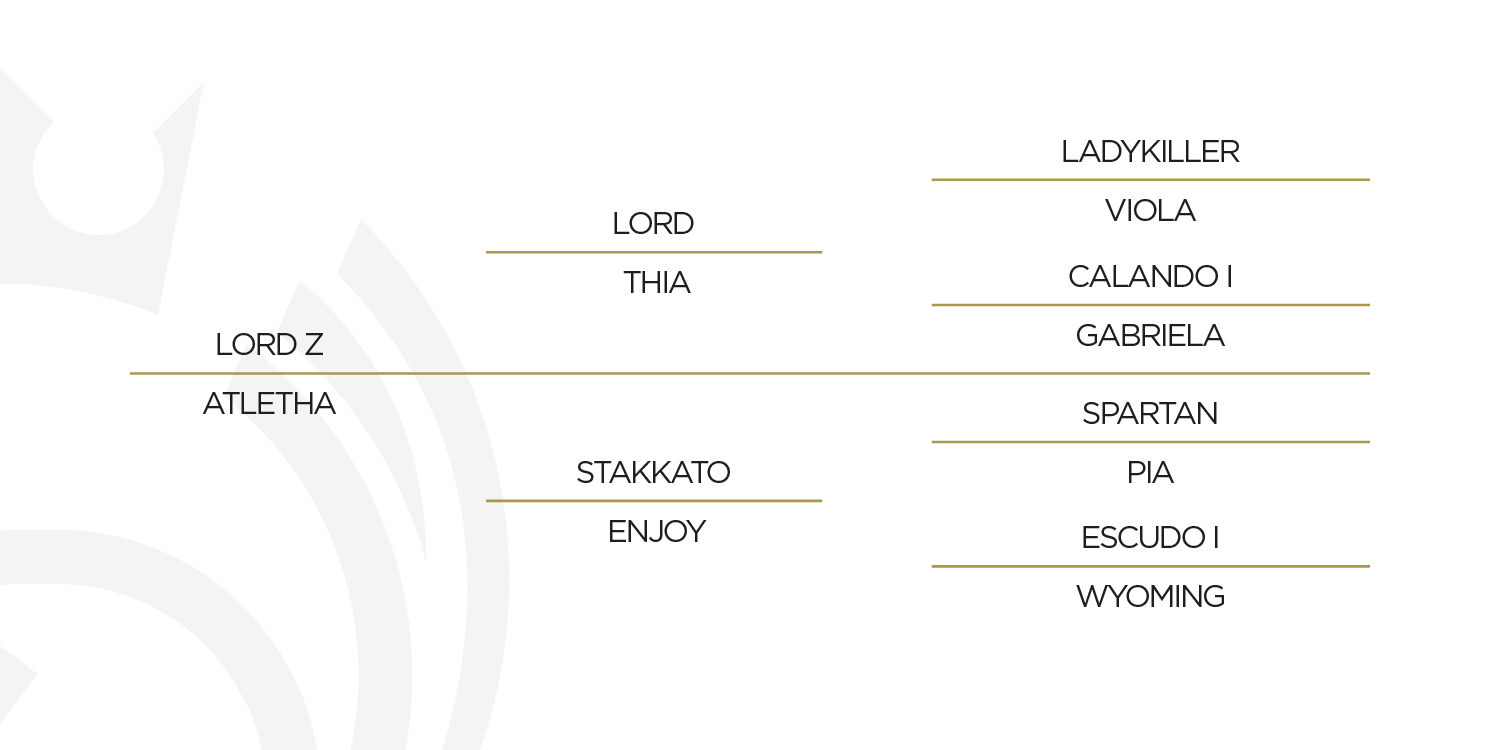 LADYKILLER
VIOLA
LORD
THIA
CALANDO I
GABRIELA
LORD Z
ATLETHA
SPARTAN
PIA
STAKKATO
ENJOY
ESCUDO I
WYOMING